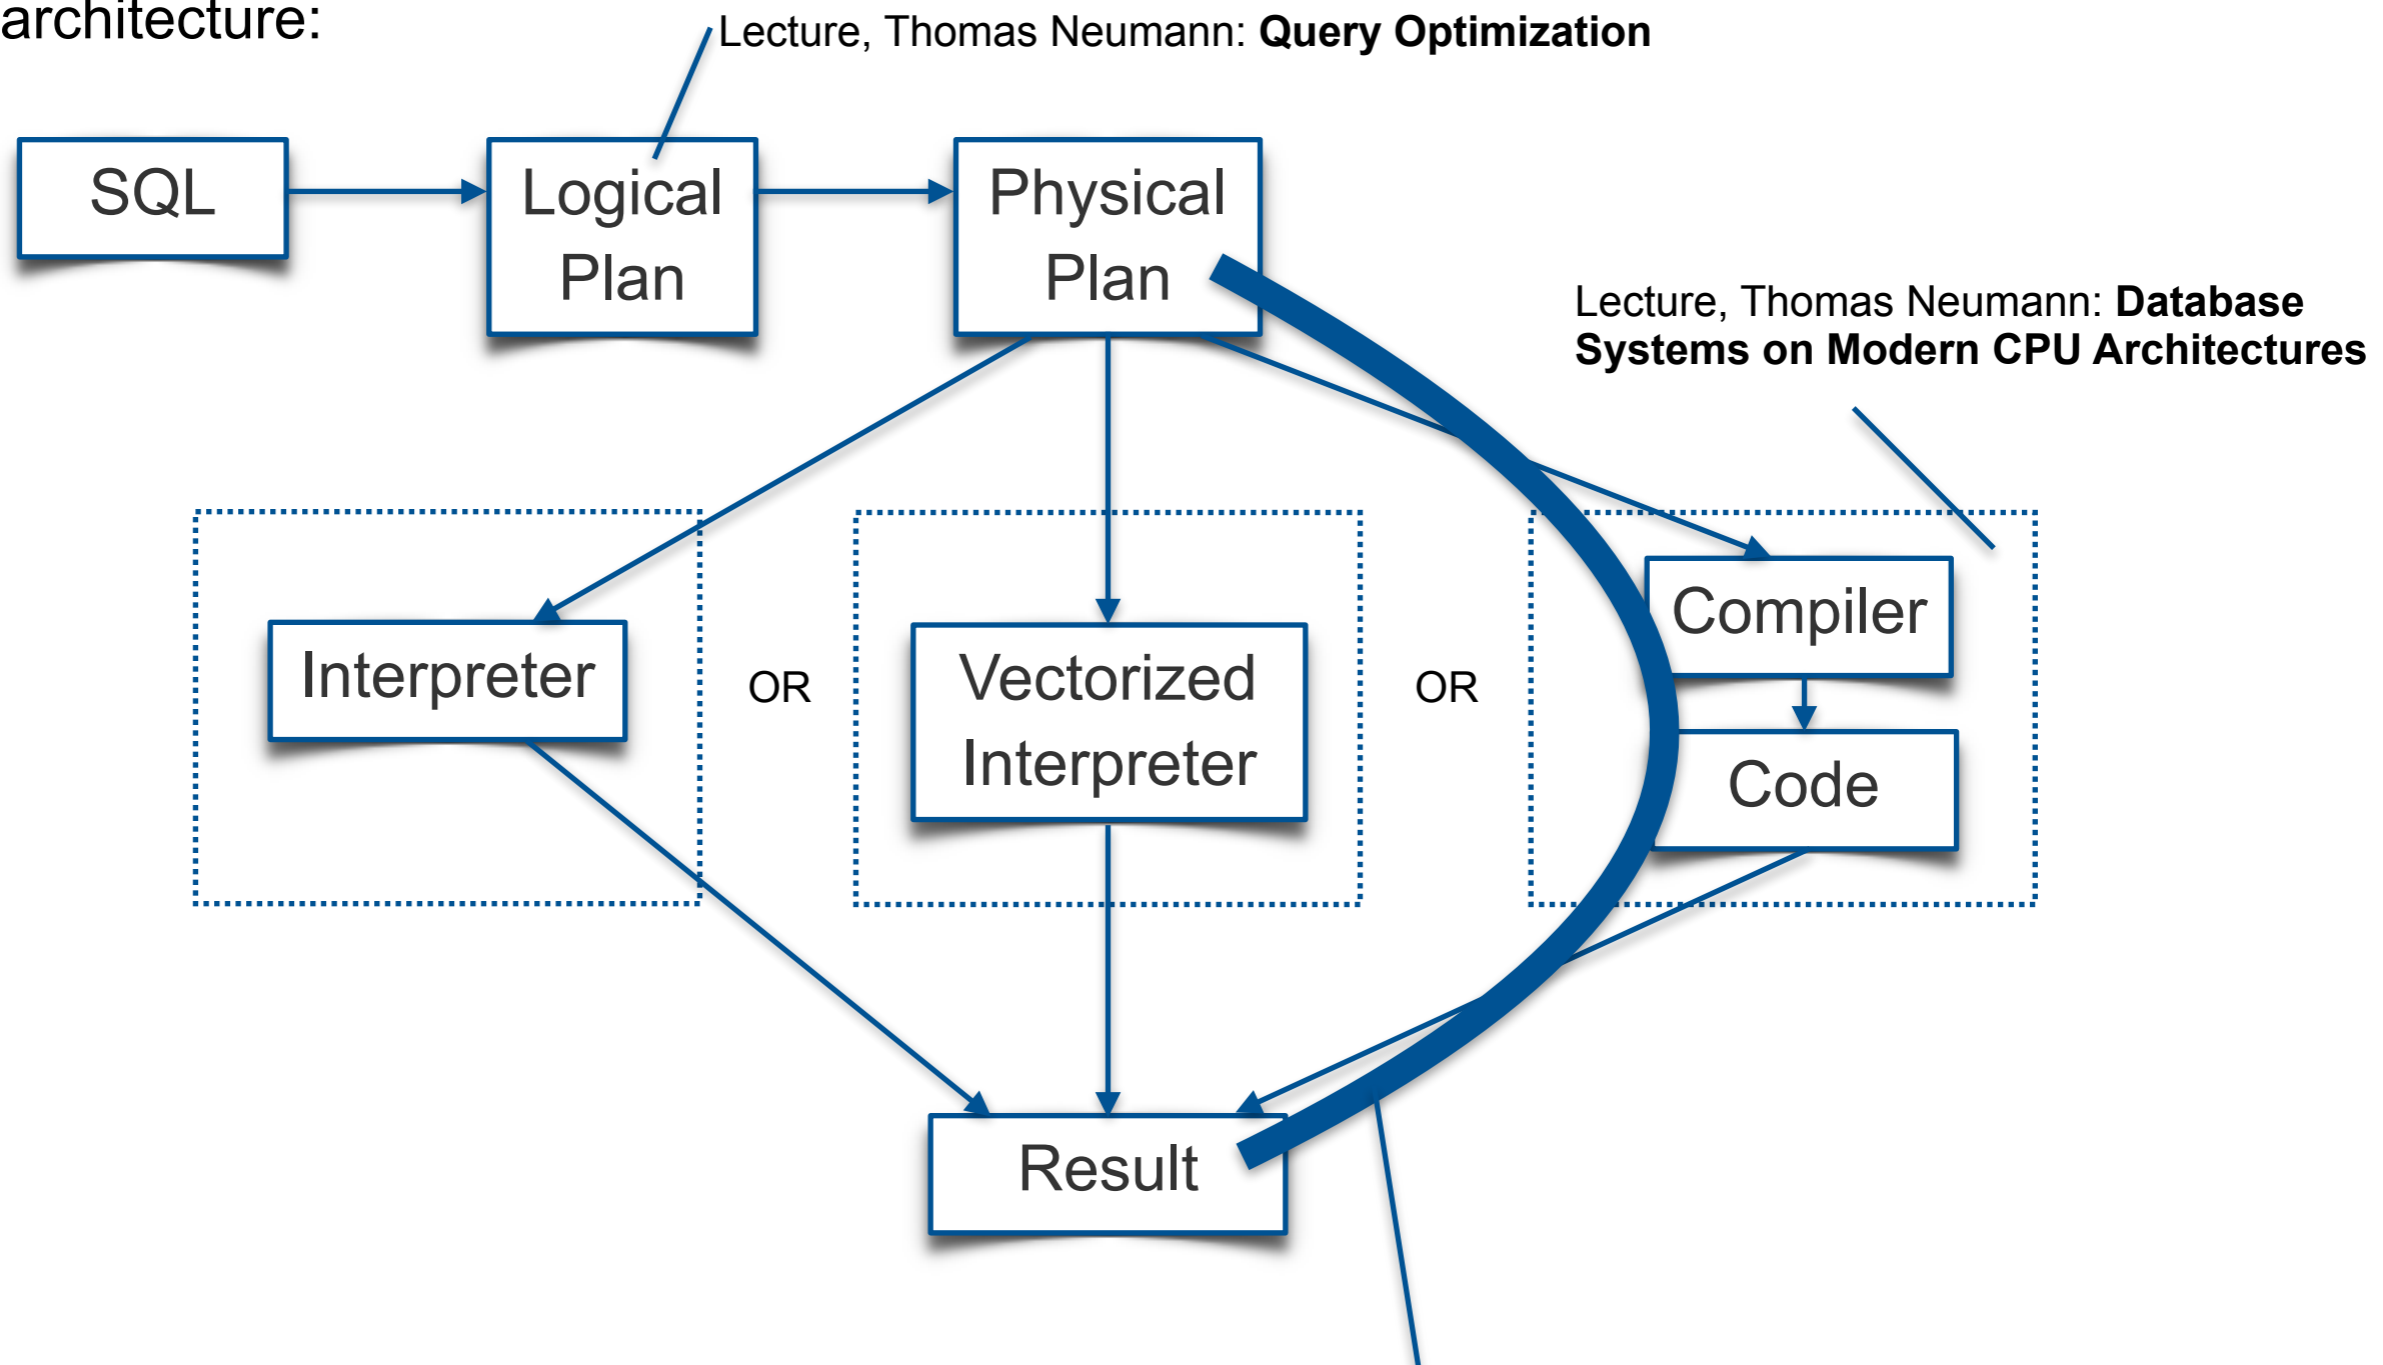 architecture:
Lecture, Thomas Neumann: Query Optimization
SQL
Logical
Plan
Physical
Plan
Lecture, Thomas Neumann: Database
Systems on Modern CPU Architectures
Interpreter
OR
Vectorized
Interpreter
OR
Compiler
Code
Result